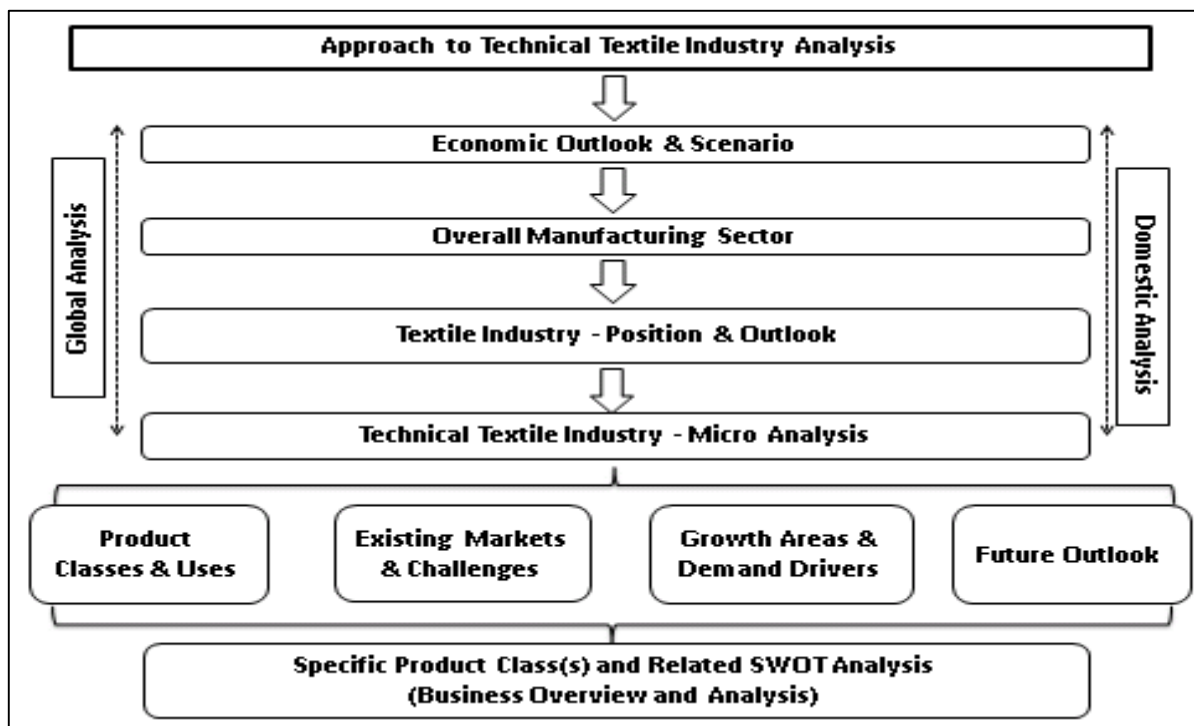 Approach to Technical Textile Industry Analysis
Economic Outlook & Scenario
Overall Manufacturing Sector
Textile Industry - Position & Outlook
Technical Textile Industry - Micro Analysis
Global Analysis
Domestic Analysis
Product
Classes & Uses
Existing Markets
& Challenges
Growth Areas &
Demand Drivers
Future Outlook
Specific Product Class(s) and Related SWOT Analysis
(Business Overview and Analysis)